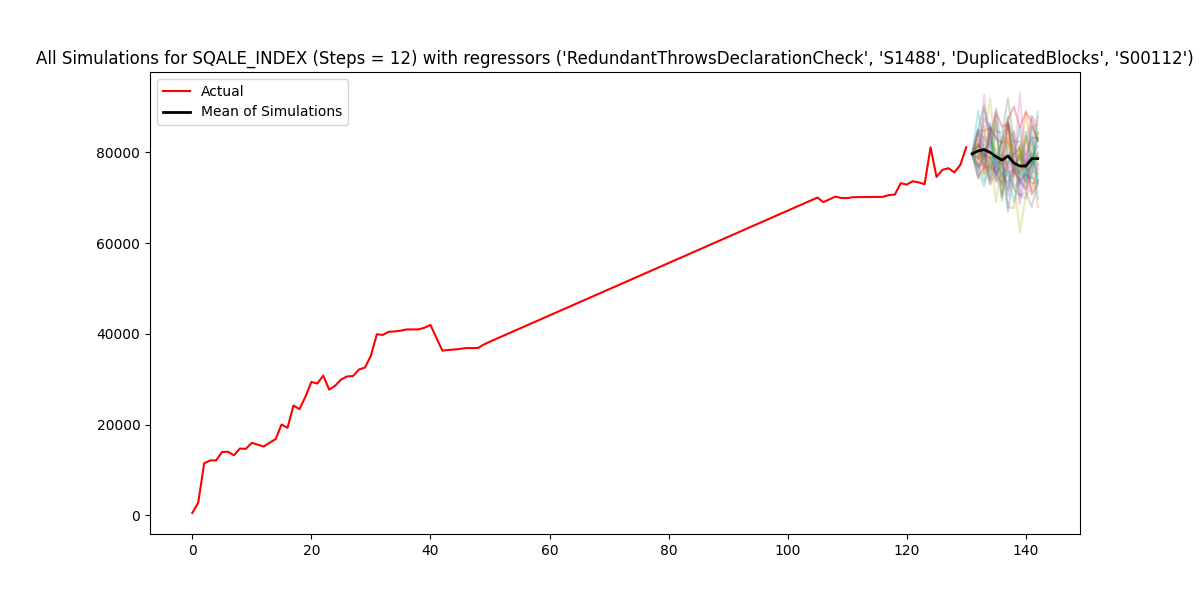 All Simulations for SQALE_INDEX (Steps = 12) with regressors ('RedundantThrowsDeclarationCheck', 'S1488', 'DuplicatedBlocks', 'S00112')
Actual
Mean of Simulations
80000
60000
40000
20000
0
0 20 40 60 80 100 120 140